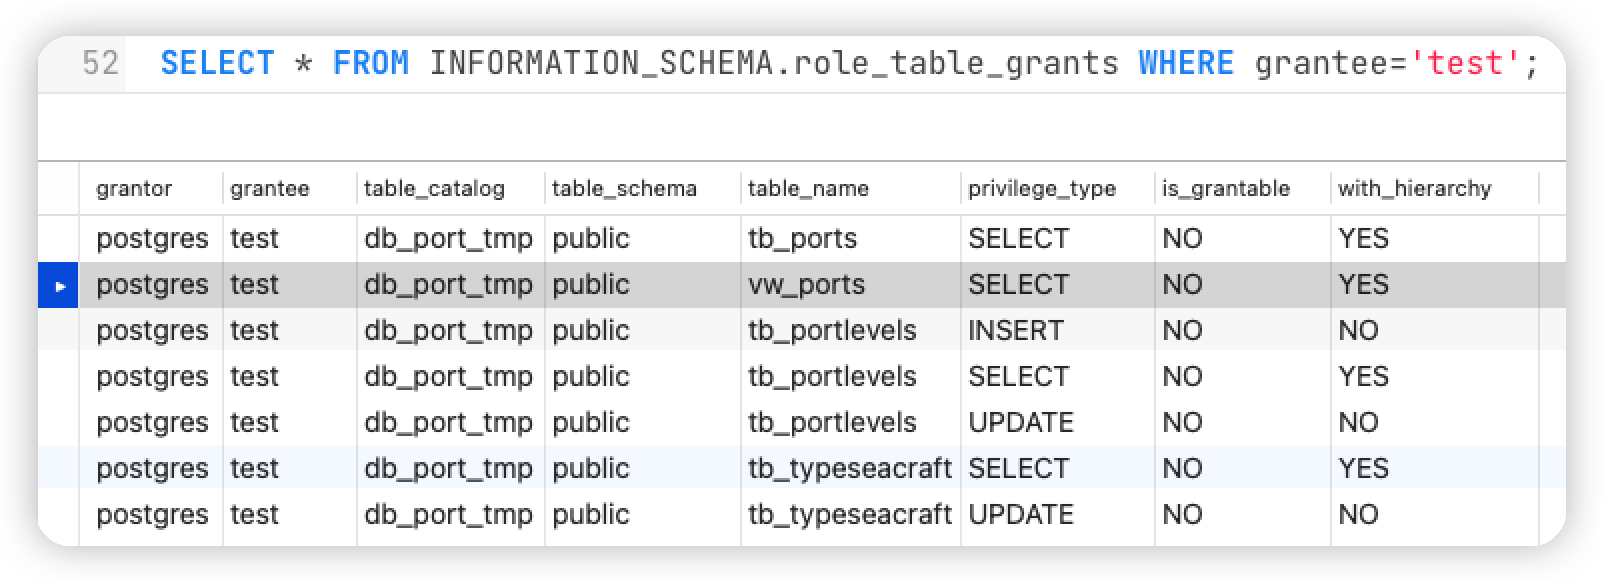 52 SELECT * FROM INFORMATION_SCHEMA.role_table_grants WHERE grantee='test';
grantor grantee table_catalog table_schema table_name privilege_type is_grantable with_hierarchy
postgres test db_port_tmp public tb_ports SELECT NO YES
postgres test db_port_tmp public vw_ports SELECT NO YES
postgres test db_port_tmp public tb_portlevels INSERT NO NO
postgres test db_port_tmp public tb_portlevels SELECT NO YES
postgres test db_port_tmp public tb_portlevels UPDATE NO NO
postgres test db_port_tmp public tb_typeseacraft SELECT NO YES
postgres test db_port_tmp public tb_typeseacraft UPDATE NO NO